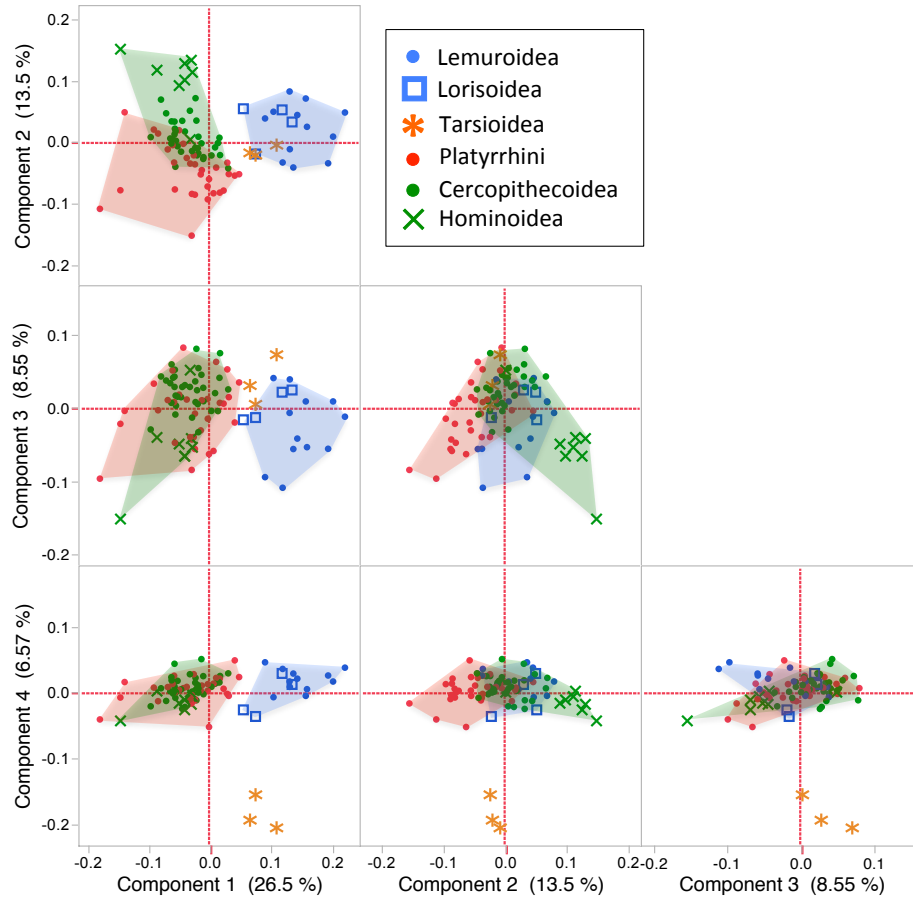 0.2
0.1
0.0
-0.1
-0.2
Component 2 (13.5 %)
Lemuroidea
Lorisoidea
Tarsioidea
Platyrrhini
Cercopithecoidea
Hominoidea
0.1
0.0
-0.1
-0.2
Component 3 (8.55 %)
0.1
0.0
-0.1
-0.2
Component 4 (6.57 %)
-0.2 -0.1 0.0 0.1 0.2
-0.2 -0.1 0.0 0.1 0.2
-0.2 -0.1 0.0 0.1
Component 1 (26.5 %) Component 2 (13.5 %) Component 3 (8.55 %)